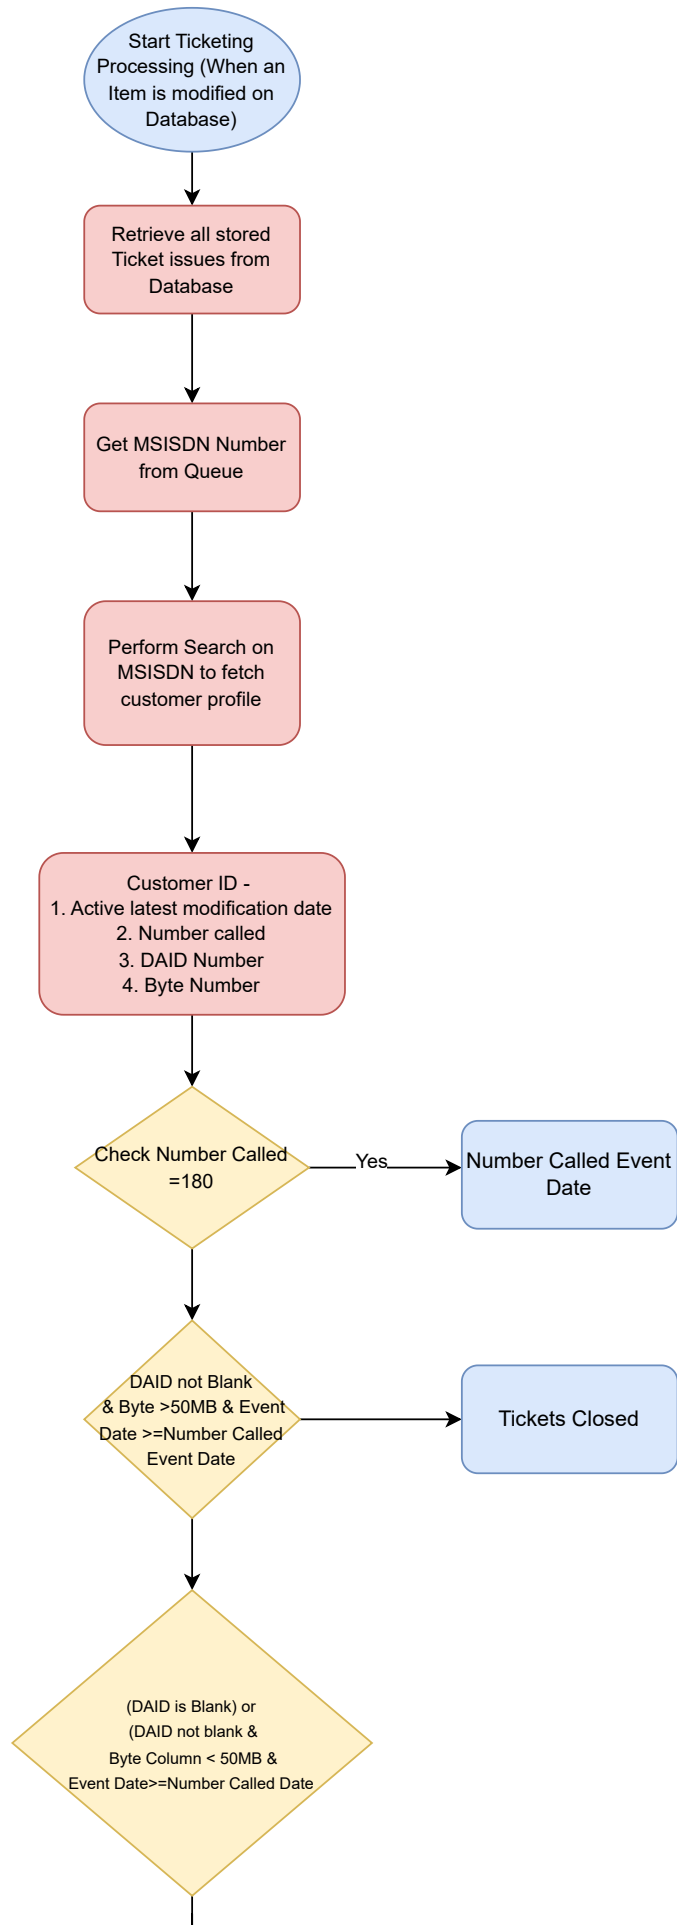 Start Ticketing
Processing (When an
Item is modified on
Database)
Retrieve all stored
Ticket issues from
Database
Get MSISDN Number
from Queue
Perform Search on
MSISDN to fetch
customer profile
Customer ID -
1. Active latest modification date
2. Number called
3. DAID Number
4. Byte Number
Check Number Called
=180
Yes
Number Called Event
Date
DAID not Blank
& Byte >50MB & Event
Date >=Number Called
Event Date
Tickets Closed
(DAID is Blank) or
(DAID not blank &
Byte Column < 50MB &
Event Date>=Number Called Date